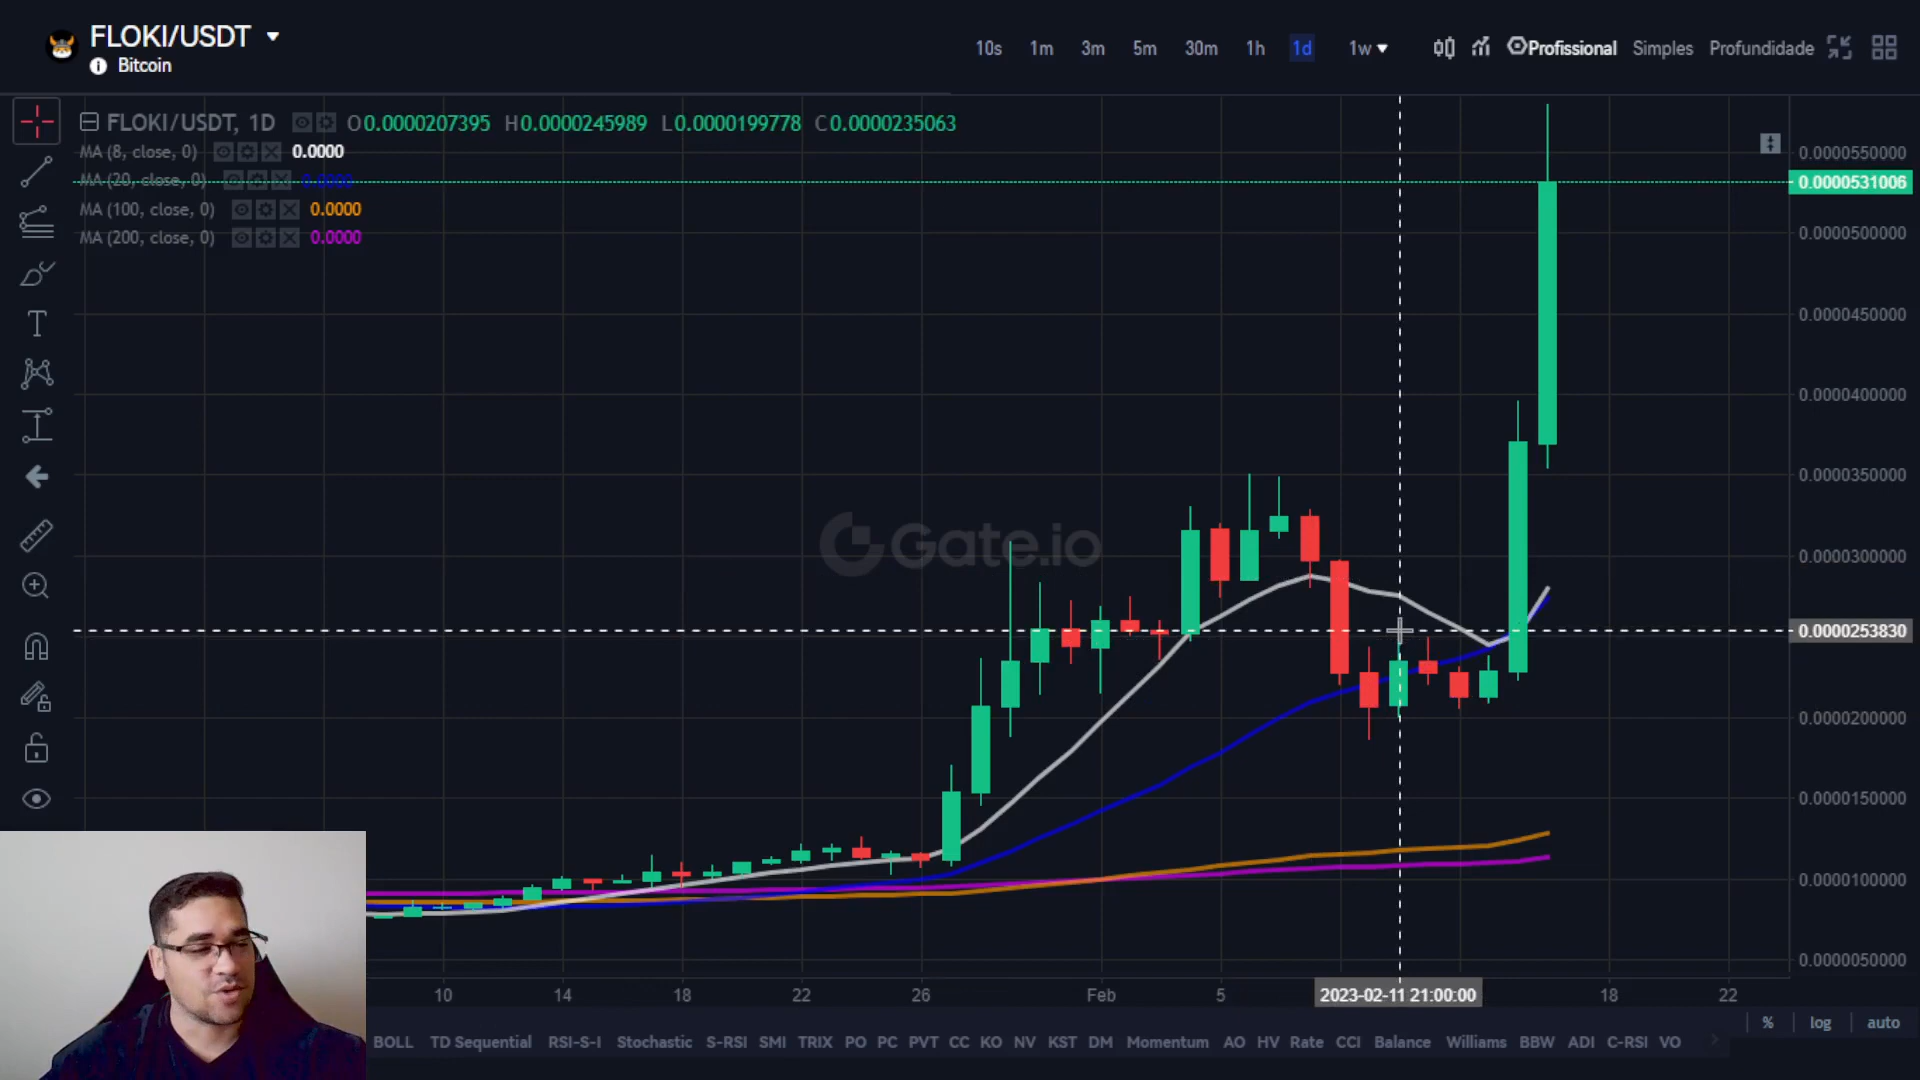 FLOKI/USDT
Bitcoin
10s 1m 3m 5m 30m 1h 1d 1w Profissional Simples Profundidade
FLOKI/USDT, 1D O0.0000207395 H0.0000245989 L0.0000199778 C0.0000235063
MA (8, close, 0) 0.0000
MA (20, close, 0) 0.0000
MA (100, close, 0) 0.0000
MA (200, close, 0) 0.0000
0.0000550000
0.0000531006
0.0000500000
0.0000450000
0.0000400000
0.0000350000
0.0000300000
0.0000253830
0.0000200000
0.0000150000
0.0000100000
0.0000050000
Gate.io
10 14 18 22 26 Feb 5 2023-02-11 21:00:00 18 22
% log auto
BOLL TD Sequential RSI-S-I Stochastic S-RSI SMI TRIX PO PC PVT CC KO NV KST DM Momentum AO HV Rate CCI Balance Williams BBW ADI C-RSI VO